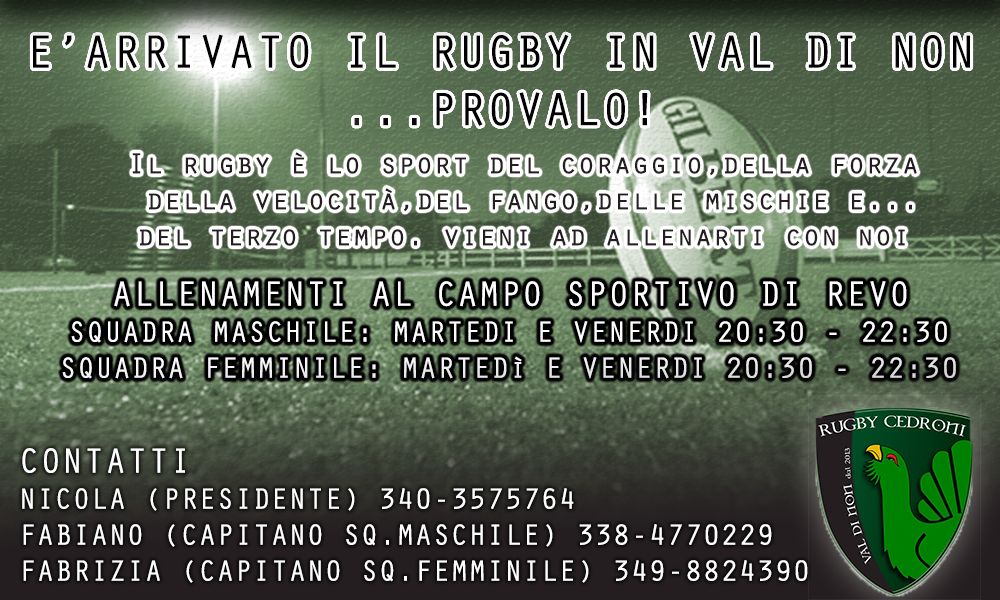 E'ARRIVATO IL RUGBY IN VAL DI NON
...PROVALO!
GILBERT
IL RUGBY È LO SPORT DEL CORAGGIO,DELLA FORZA
DELLA VELOCITÀ,DEL FANGO,DELLE MISCHIE E...
DEL TERZO TEMPO. VIENI AD ALLENARTI CON NOI
ALLENAMENTI AL CAMPO SPORTIVO DI REVO
SQUADRA MASCHILE: MARTEDI E VENERDI 20:30 - 22:30
SQUADRA FEMMINILE: MARTEDì E VENERDI 20:30 - 22:30
CONTATTI
NICOLA (PRESIDENTE) 340-3575764
FABIANO (CAPITANO SQ.MASCHILE) 338-4770229
FABRIZIA (CAPITANO SQ.FEMMINILE) 349-8824390
RUGBY CEDRONI
VAL DI NON dal 2013